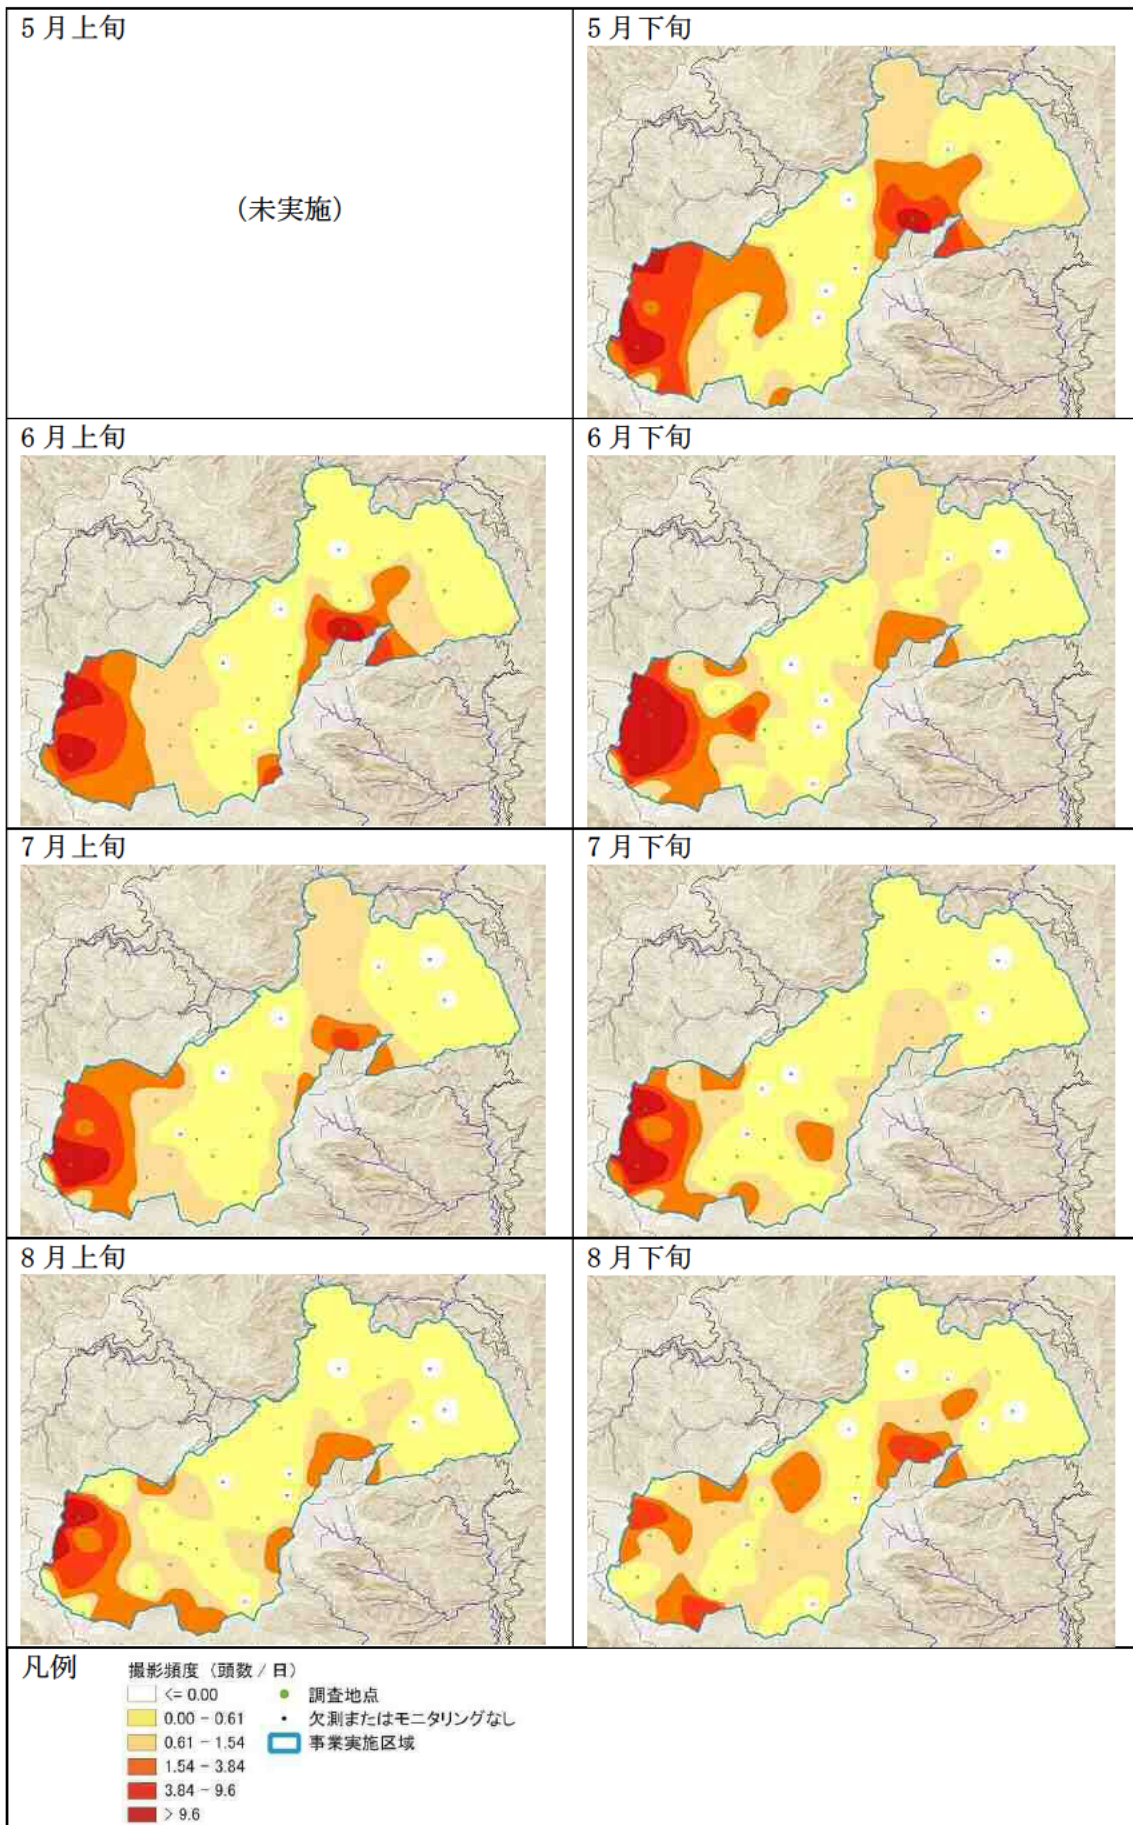 5月上旬
5月下旬
(未実施)
6月上旬
6月下旬
7月上旬
7月下旬
8月上旬
8月下旬
凡例
撮影頻度（頭数 / 日）
<= 0.00
調査地点
0.00 - 0.61
欠測またはモニタリングなし
0.61 - 1.54
事業実施区域
1.54 - 3.84
3.84 - 9.6
> 9.6